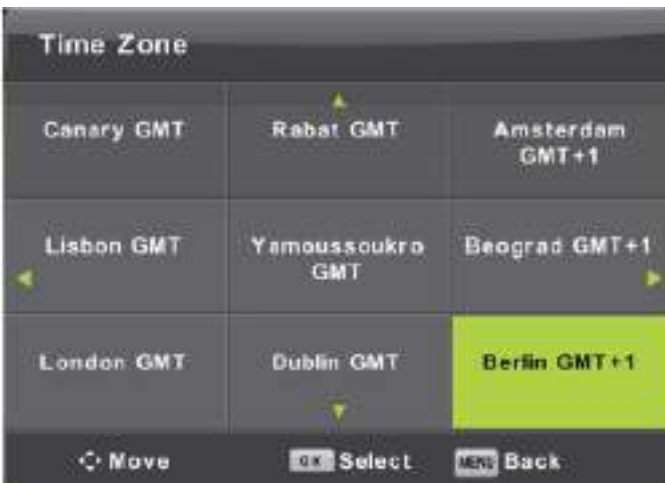 Time Zone
Canary GMT
Rabat GMT
Amsterdam
GMT+1
Lisbon GMT
Yamoussoukro
GMT
Beograd GMT+1
London GMT
Dublin GMT
Berlin GMT+1
Move
OK Select
MENU Back